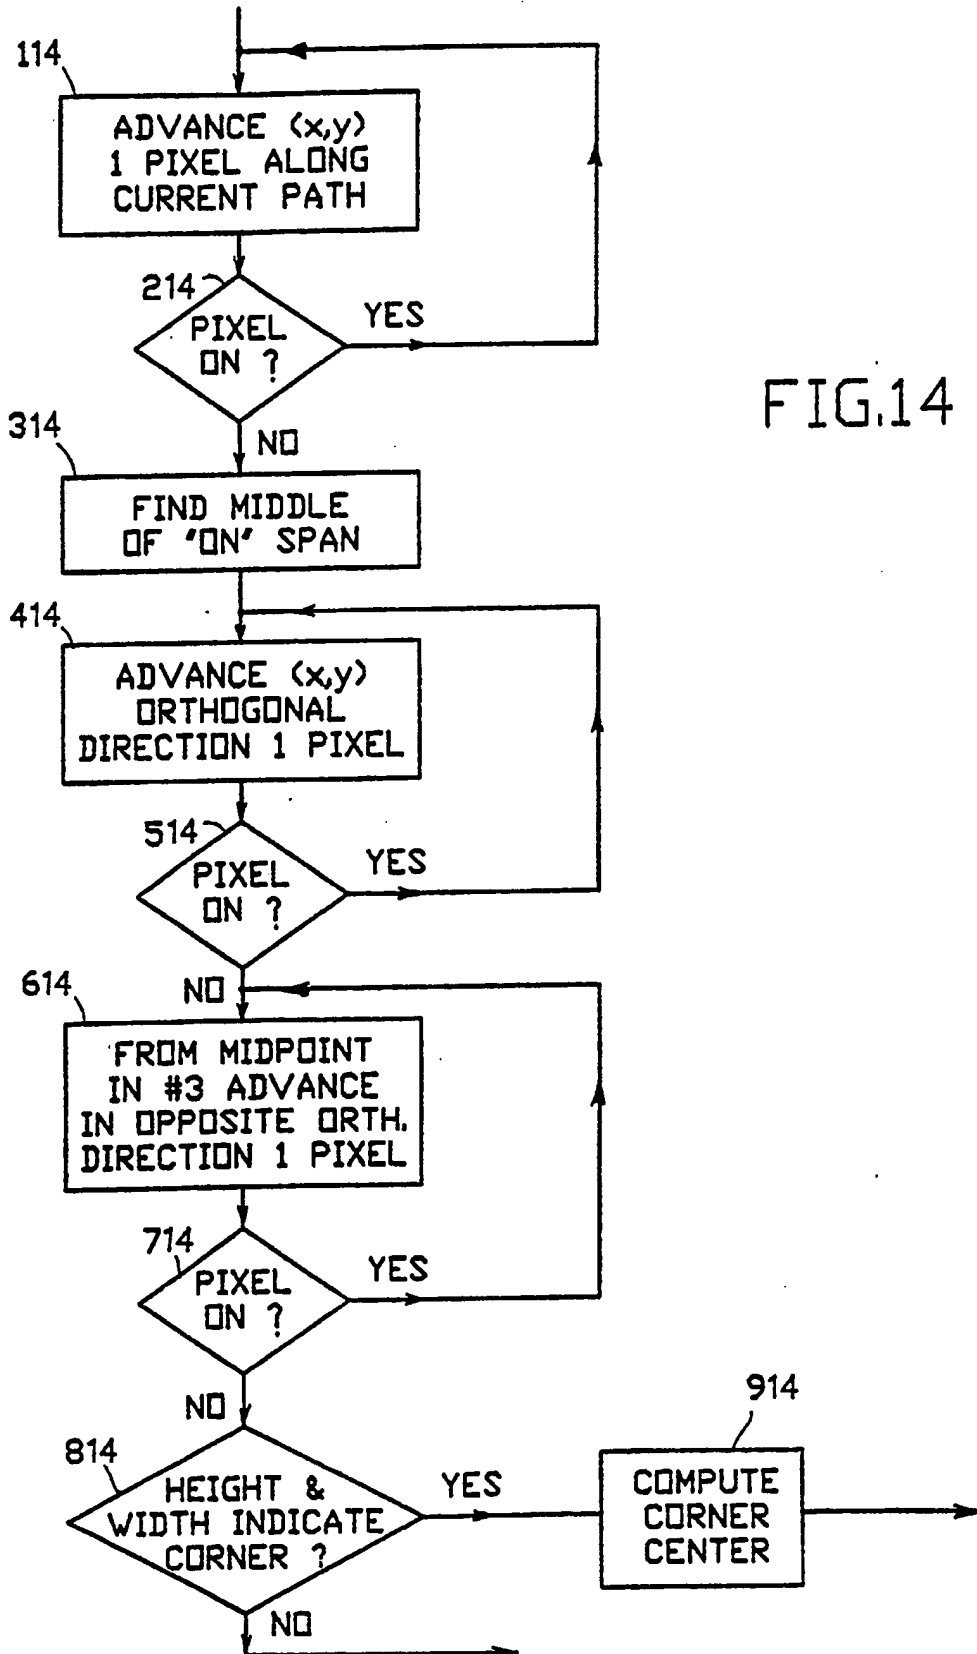 114
ADVANCE (x,y)
1 PIXEL ALONG
CURRENT PATH
214
PIXEL
ON ?
YES
FIG.14
NO
314
FIND MIDDLE
OF "ON" SPAN
414
ADVANCE (x,y)
ORTHOGONAL
DIRECTION 1 PIXEL
514
PIXEL
ON ?
YES
NO
614
FROM MIDPOINT
IN #3 ADVANCE
IN OPPOSITE ORTH.
DIRECTION 1 PIXEL
714
PIXEL
ON ?
YES
NO
814
HEIGHT &
WIDTH INDICATE
CORNER ?
YES
914
COMPUTE
CORNER
CENTER
NO